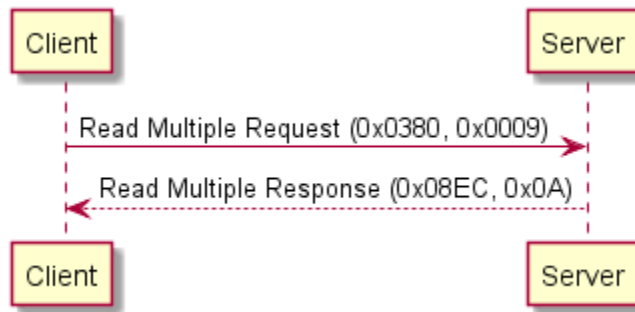 Client
Server
Read Multiple Request (0x0380, 0x0009)
Read Multiple Response (0x08EC, 0x0A)
Client
Server